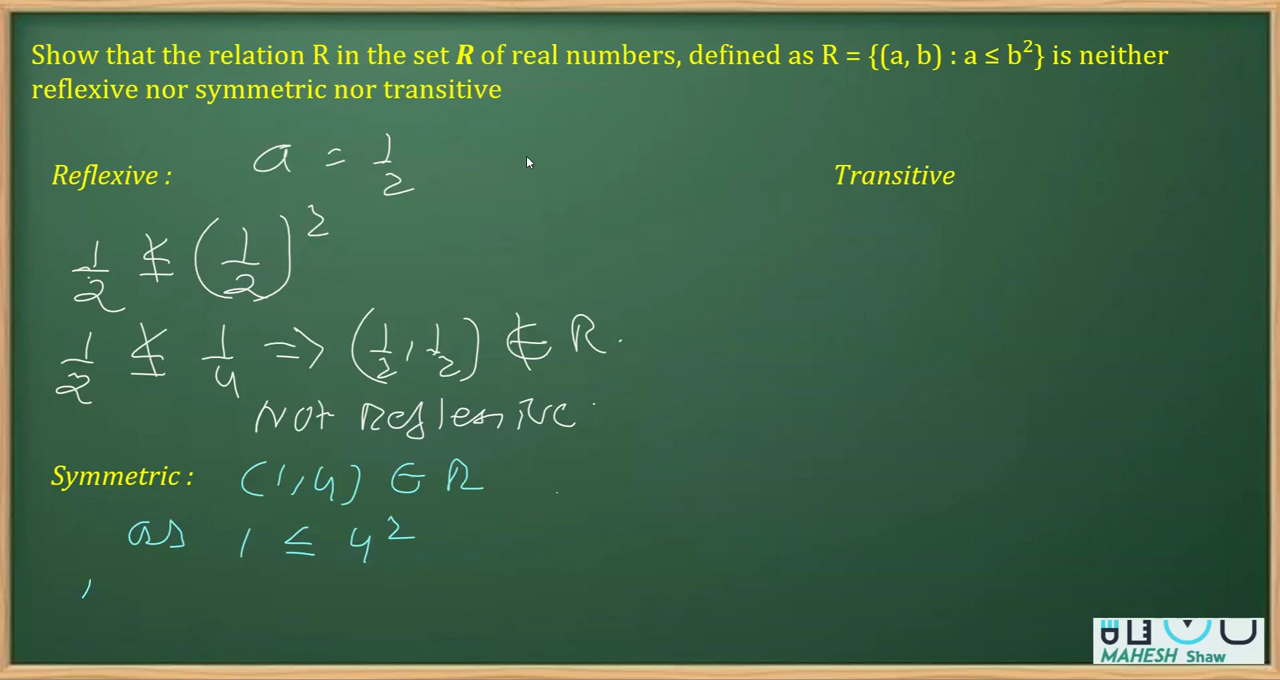 Show that the relation R in the set R of real numbers, defined as R = {(a, b) : a ≤ b²} is neither
reflexive nor symmetric nor transitive
Reflexive : a = 1/2
1/2 ≰ (1/2)²
1/2 ≰ 1/4 => (1/2, 1/2) ∉ R.
Not Reflexive.
Symmetric : (1, 4) ∈ R
as 1 ≤ 4²
Transitive
MAHESH Shaw